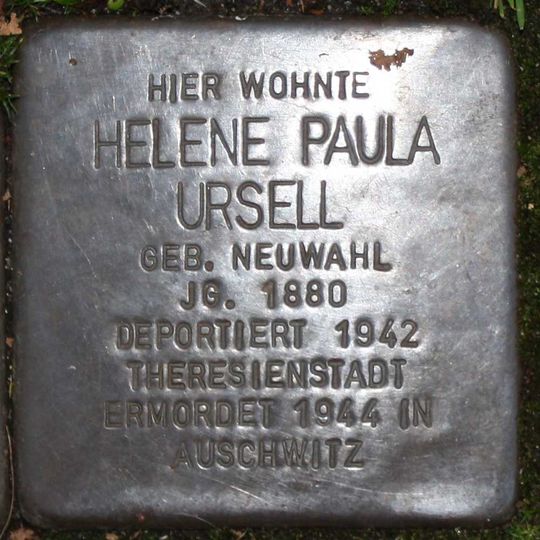 HIER WOHNTE
HELENE PAULA
URSELL
GEB. NEUWAHL
JG. 1880
DEPORTIERT 1942
THERESIENSTADT
ERMORDET 1944 IN
AUSCHWITZ